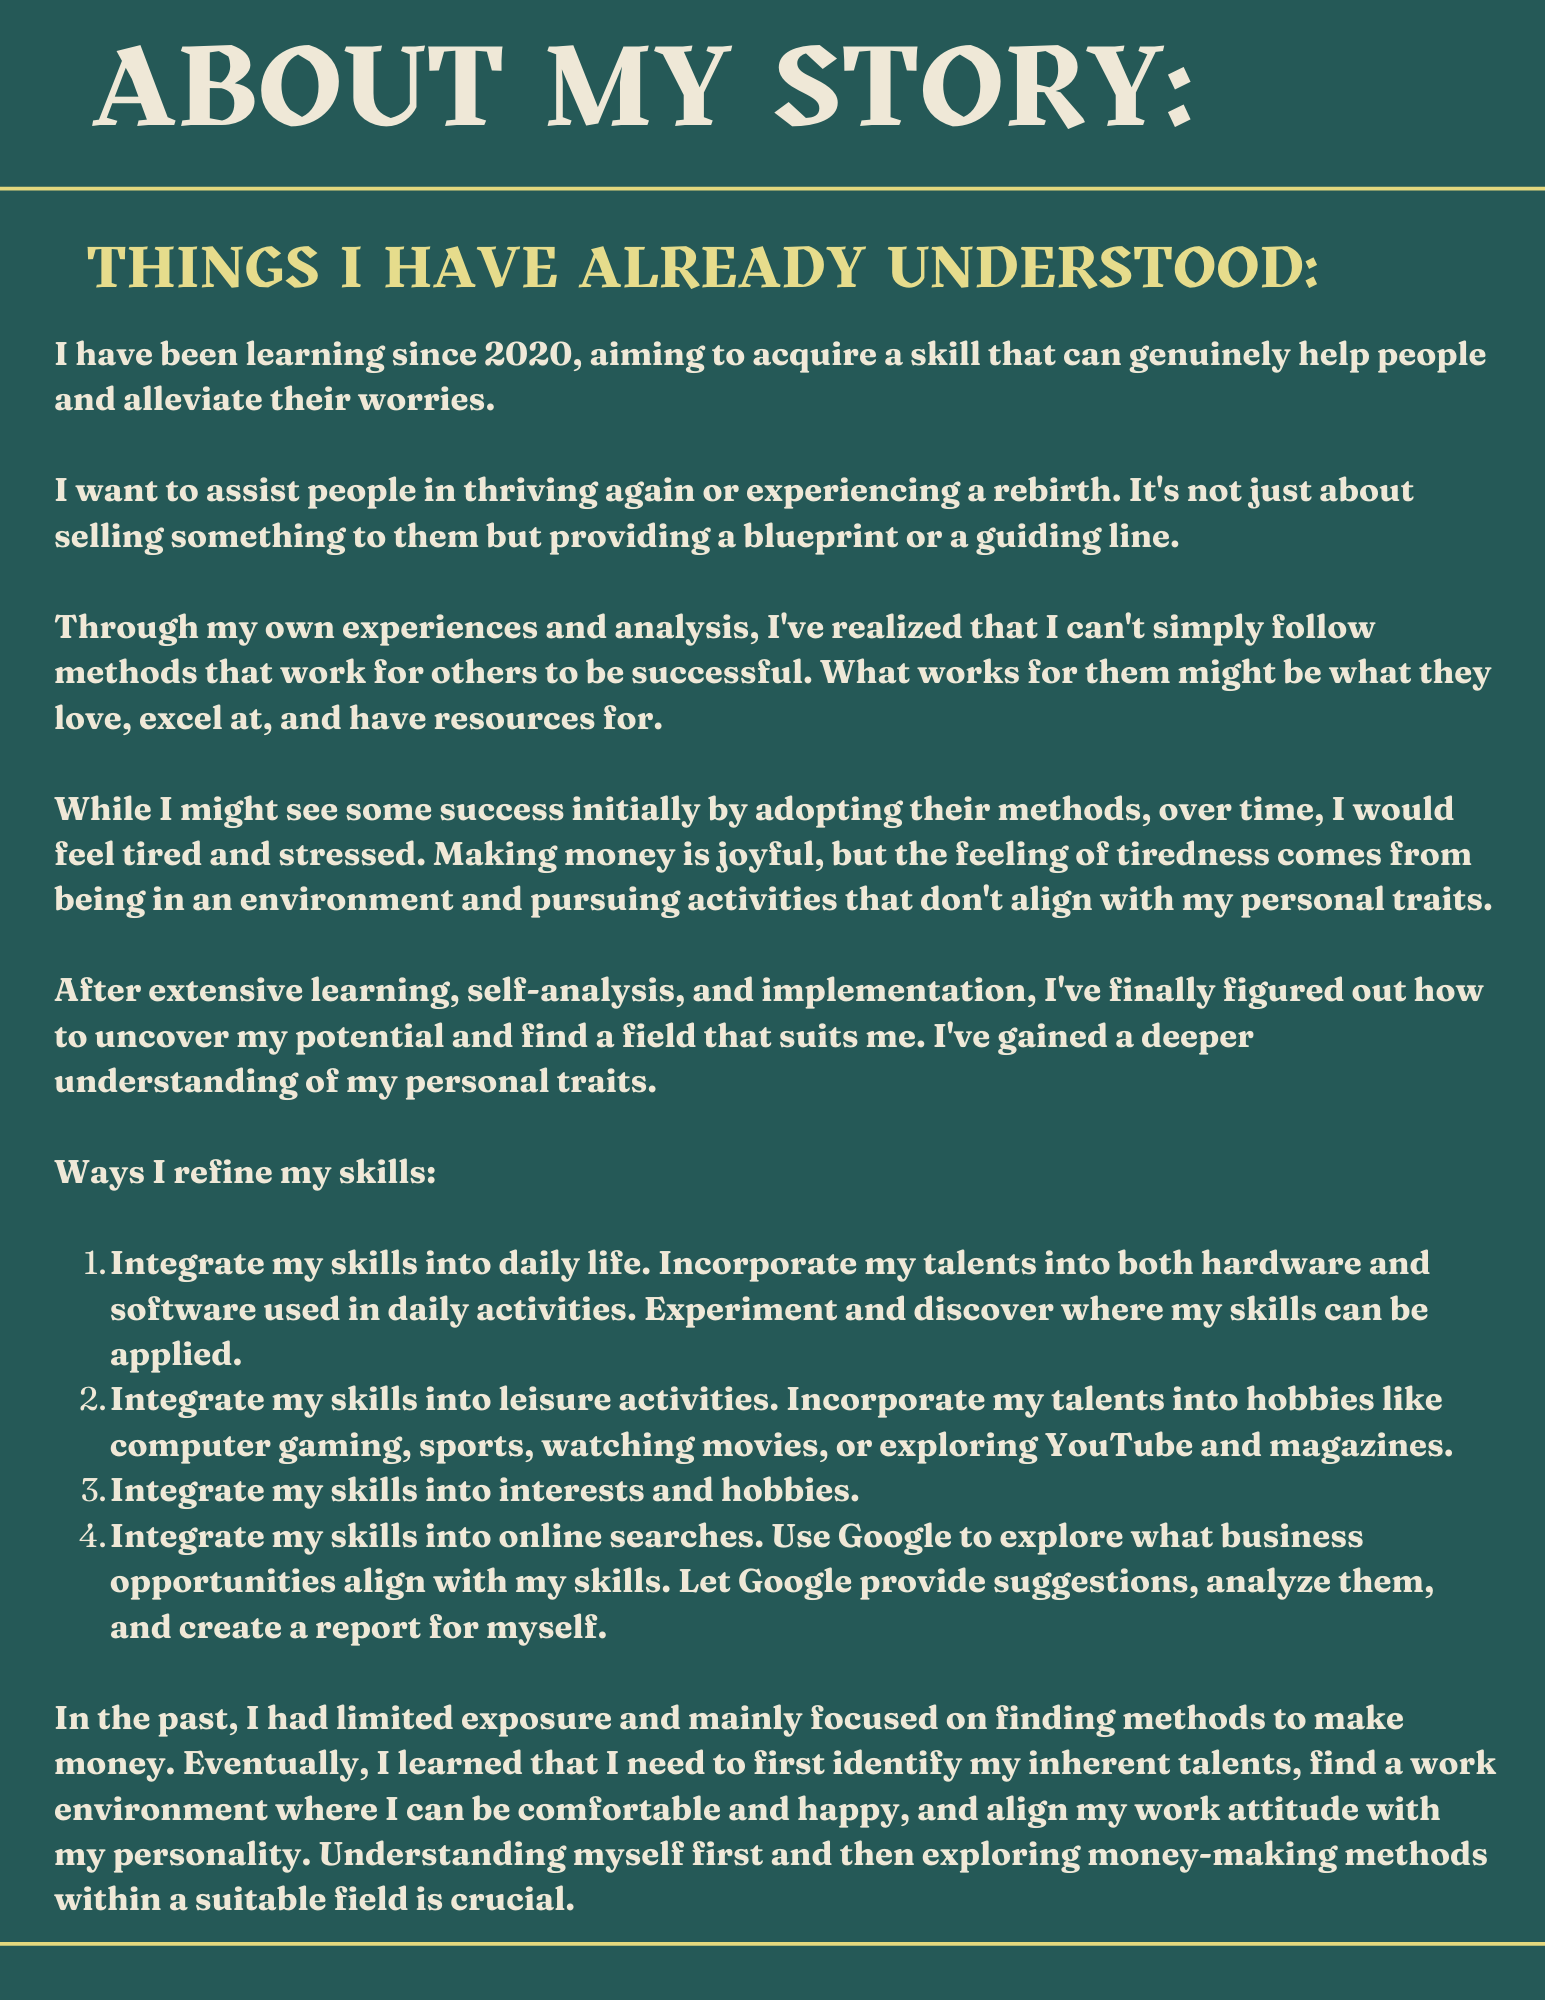 ABOUT MY STORY:
THINGS I HAVE ALREADY UNDERSTOOD:
I have been learning since 2020, aiming to acquire a skill that can genuinely help people
and alleviate their worries.
I want to assist people in thriving again or experiencing a rebirth. It's not just about
selling something to them but providing a blueprint or a guiding line.
Through my own experiences and analysis, I've realized that I can't simply follow
methods that work for others to be successful. What works for them might be what they
love, excel at, and have resources for.
While I might see some success initially by adopting their methods, over time, I would
feel tired and stressed. Making money is joyful, but the feeling of tiredness comes from
being in an environment and pursuing activities that don't align with my personal traits.
After extensive learning, self-analysis, and implementation, I've finally figured out how
to uncover my potential and find a field that suits me. I've gained a deeper
understanding of my personal traits.
Ways I refine my skills:
1. Integrate my skills into daily life. Incorporate my talents into both hardware and
software used in daily activities. Experiment and discover where my skills can be
applied.
2. Integrate my skills into leisure activities. Incorporate my talents into hobbies like
computer gaming, sports, watching movies, or exploring YouTube and magazines.
3. Integrate my skills into interests and hobbies.
4. Integrate my skills into online searches. Use Google to explore what business
opportunities align with my skills. Let Google provide suggestions, analyze them,
and create a report for myself.
In the past, I had limited exposure and mainly focused on finding methods to make
money. Eventually, I learned that I need to first identify my inherent talents, find a work
environment where I can be comfortable and happy, and align my work attitude with
my personality. Understanding myself first and then exploring money-making methods
within a suitable field is crucial.